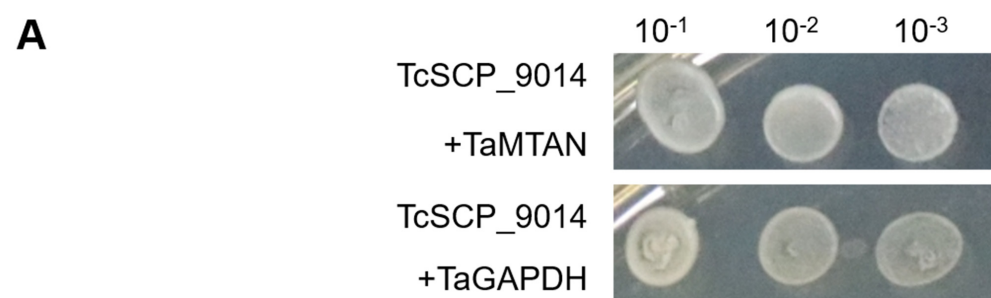 A
10-1 10-2 10-3
TcSCP_9014
+TaMTAN
TcSCP_9014
+TaGAPDH